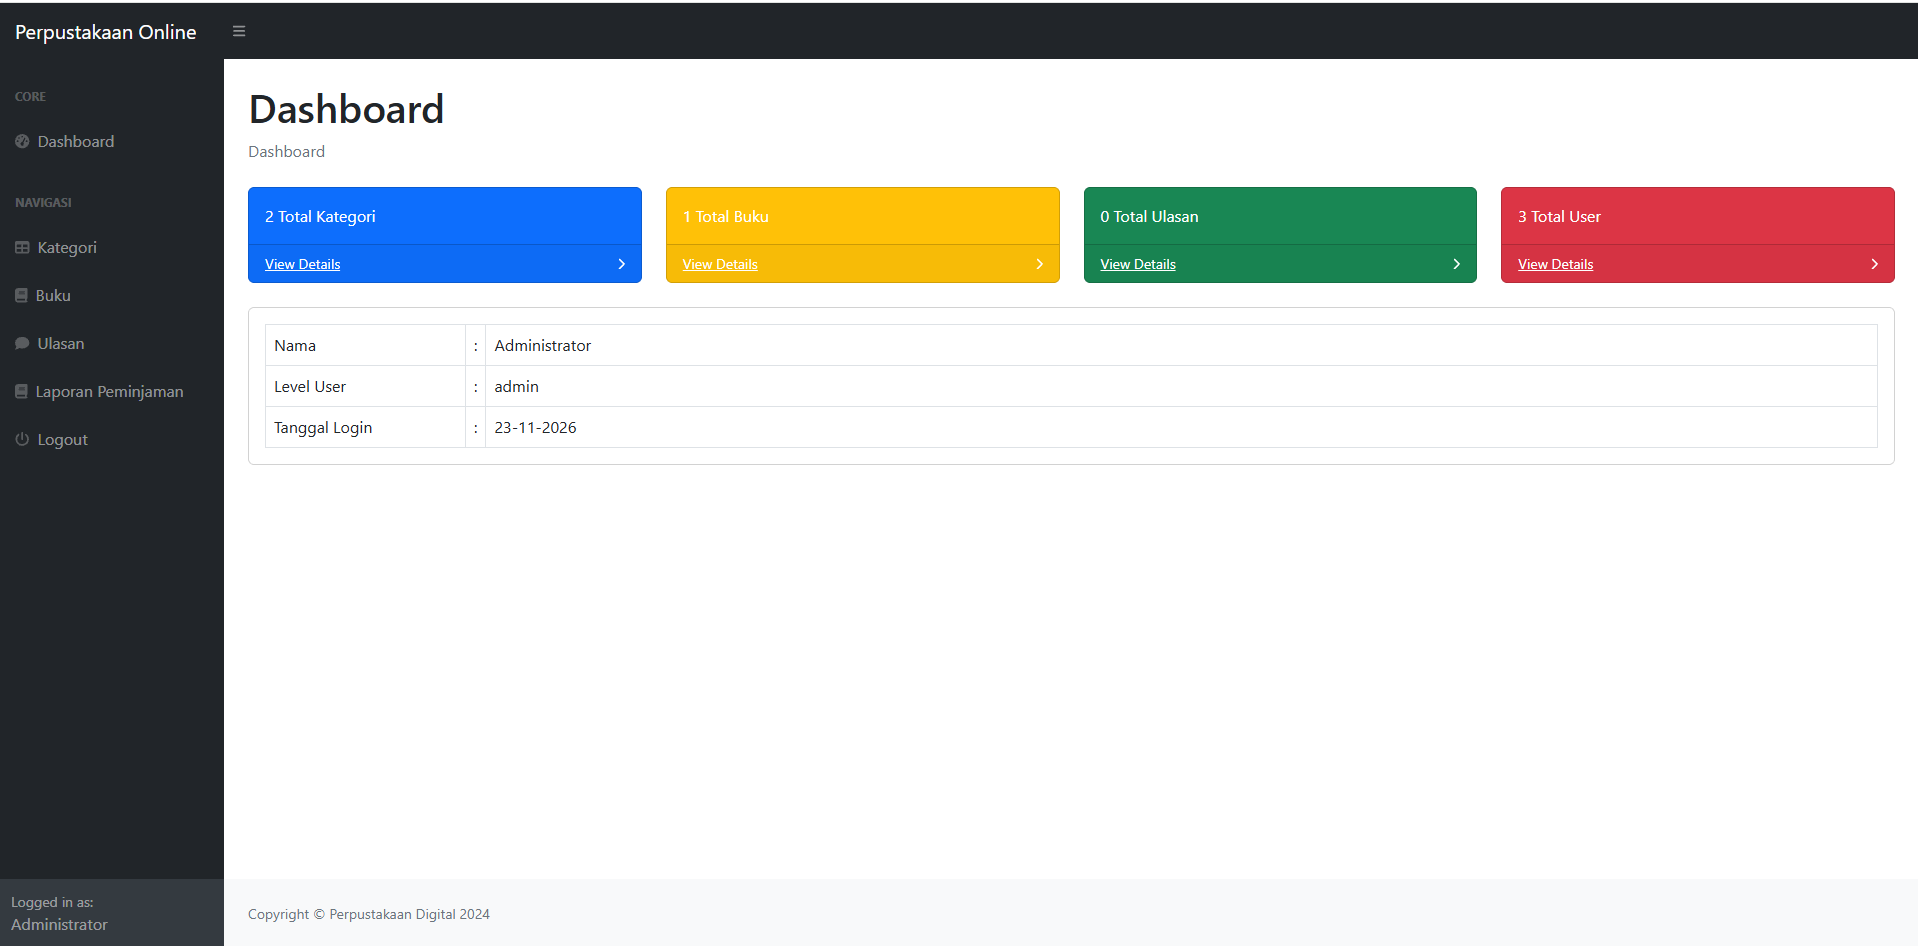 Perpustakaan Online
CORE
Dashboard
NAVIGASI
Kategori
Buku
Ulasan
Laporan Peminjaman
Logout
Logged in as:
Administrator
Dashboard
Dashboard
2 Total Kategori
View Details
1 Total Buku
View Details
0 Total Ulasan
View Details
3 Total User
View Details
Nama : Administrator
Level User : admin
Tanggal Login : 23-11-2026
Copyright © Perpustakaan Digital 2024